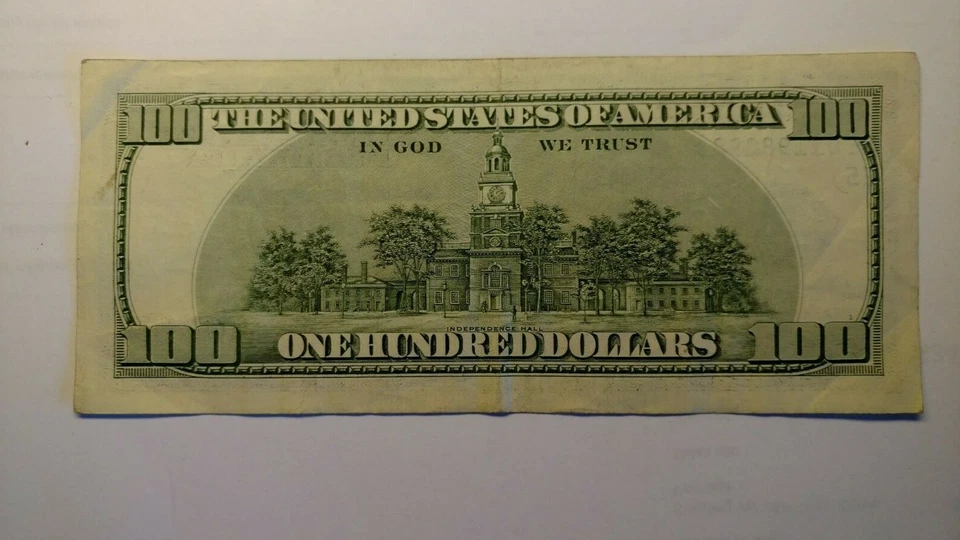 100 THE UNITED STATES OF AMERICA 100
IN GOD WE TRUST
INDEPENDENCE HALL
100 ONE HUNDRED DOLLARS 100